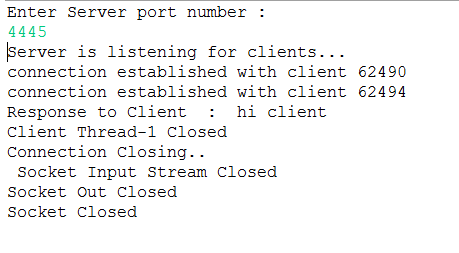 Enter Server port number :
4445
Server is listening for clients...
connection established with client 62490
connection established with client 62494
Response to Client  :  hi client
Client Thread-1 Closed
Connection Closing..
 Socket Input Stream Closed
Socket Out Closed
Socket Closed